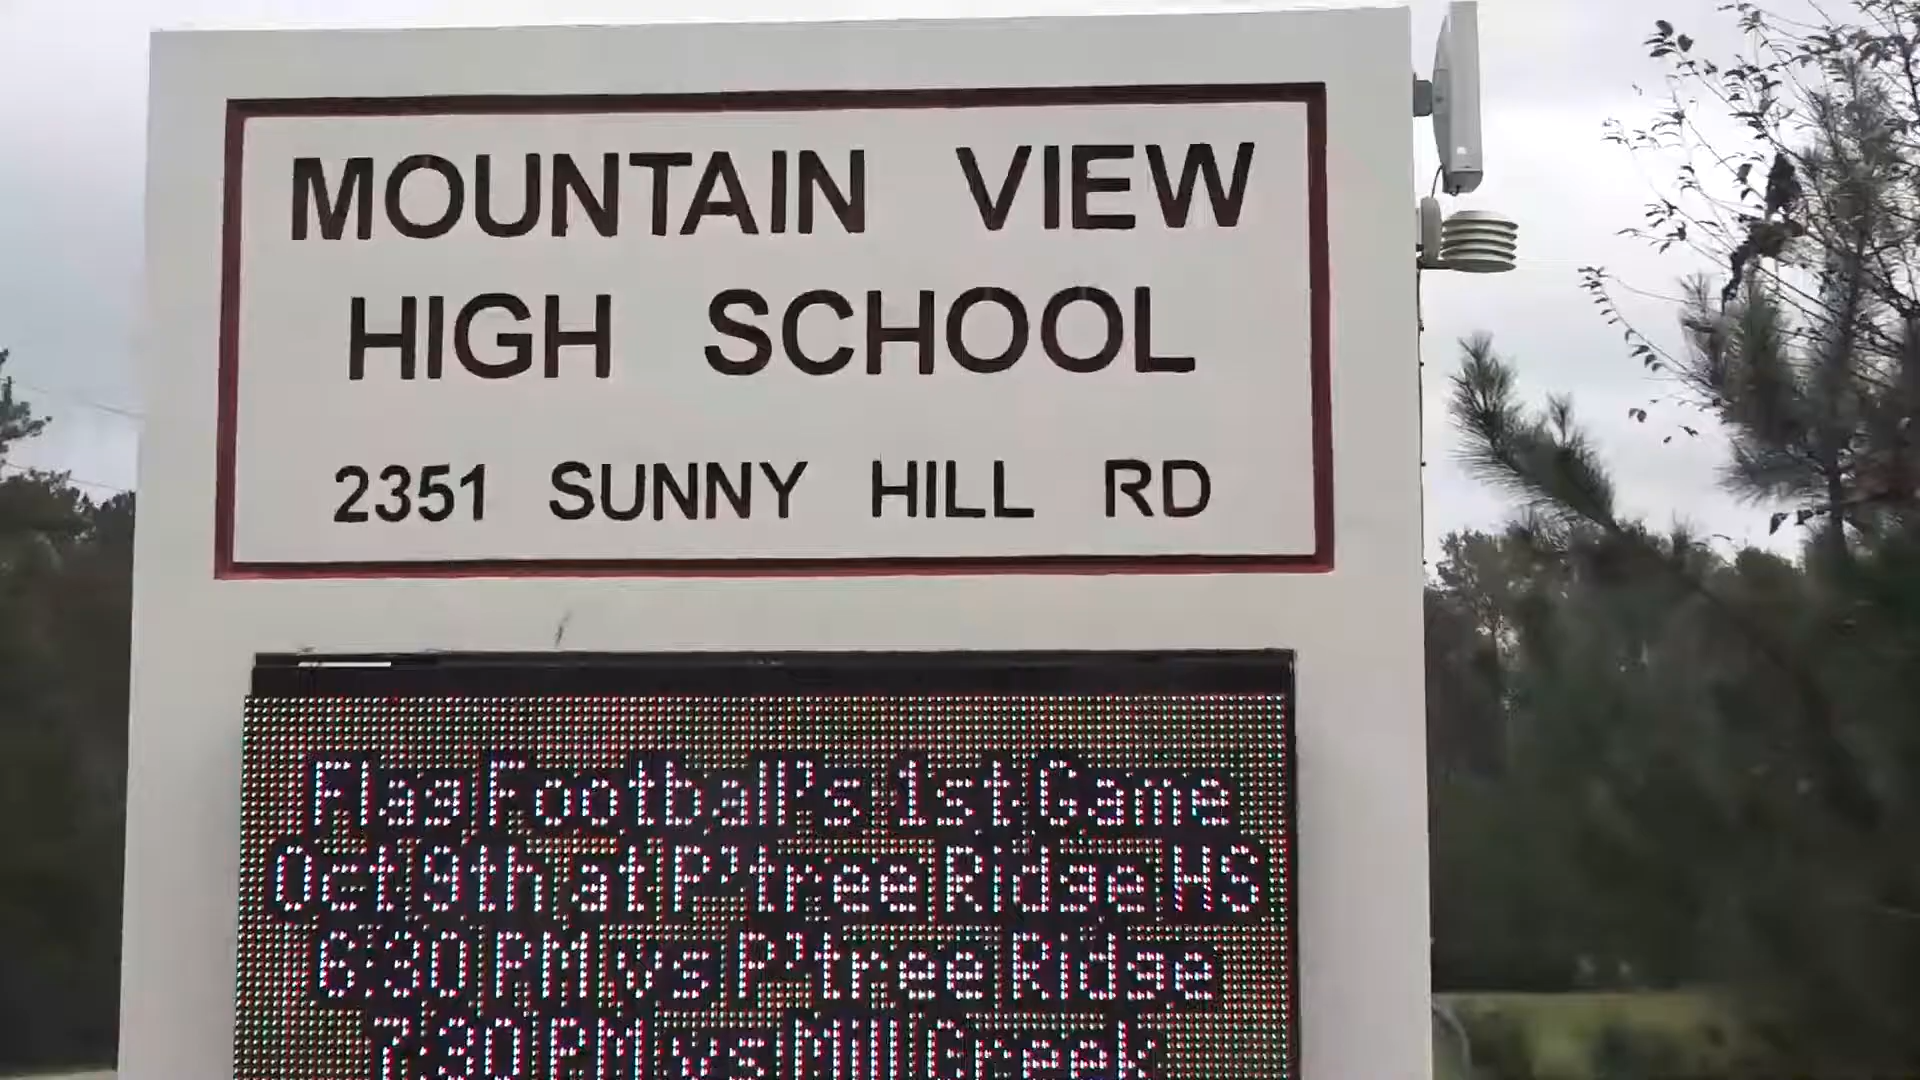 MOUNTAIN VIEW
HIGH SCHOOL
2351 SUNNY HILL RD
Flag Football's 1st Game
Oct 9th at P'tree Ridge HS
6:30 PM vs P'tree Ridge
7:30 PM vs Mill Creek